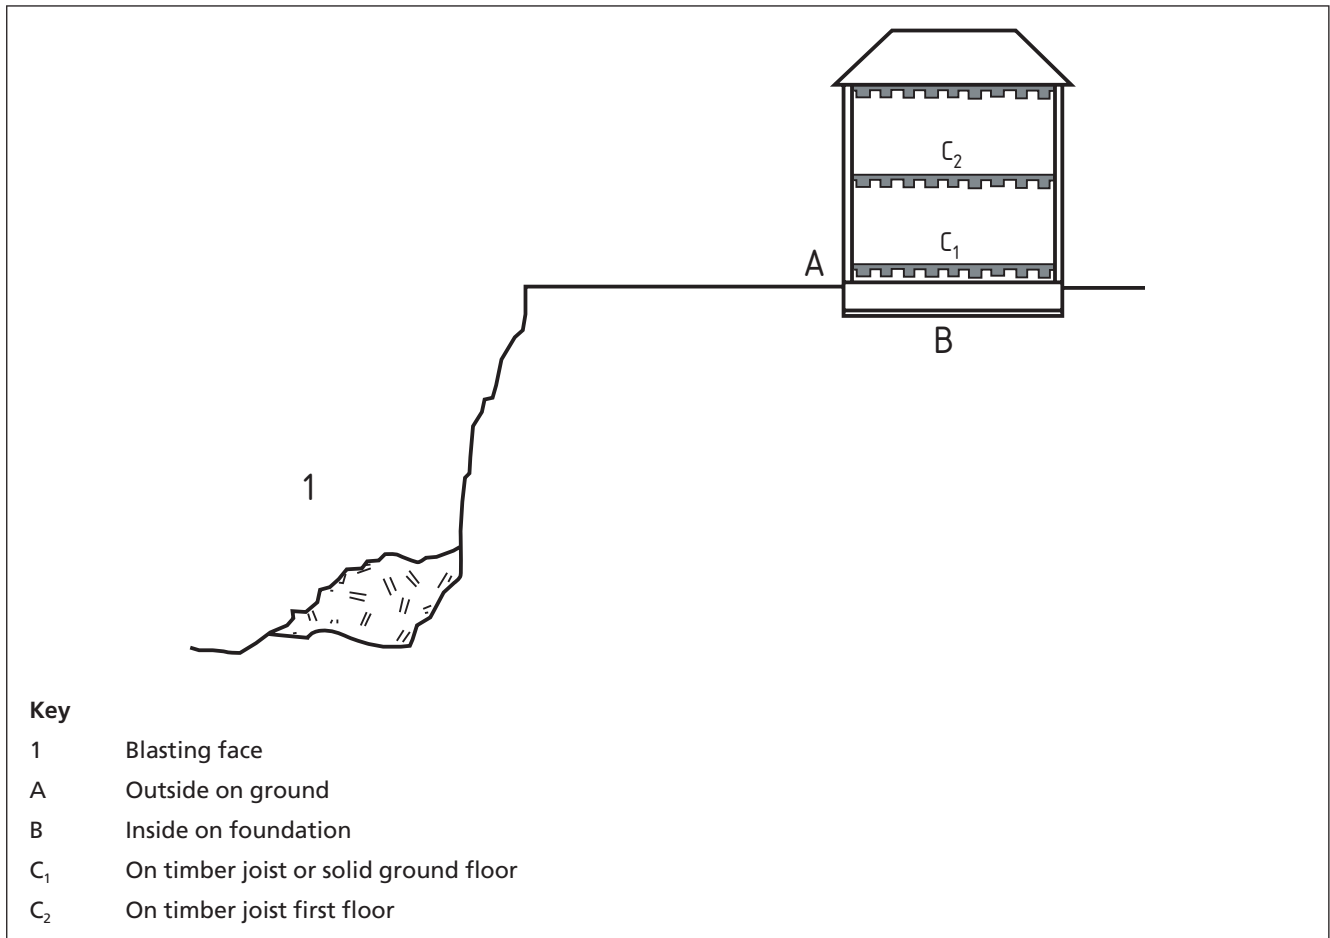 C₂
C₁
A
B
1
Key
1 Blasting face
A Outside on ground
B Inside on foundation
C₁ On timber joist or solid ground floor
C₂ On timber joist first floor